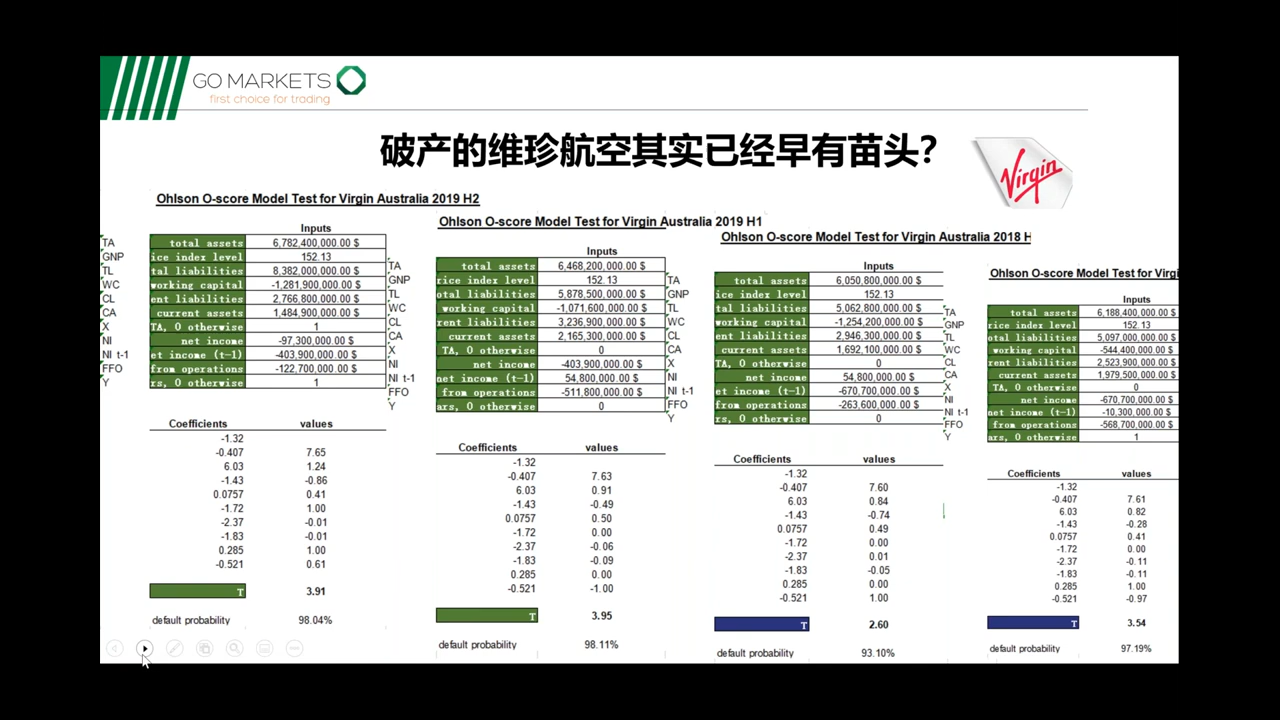 GO MARKETS
first choice for trading
破产的维珍航空其实已经早有苗头?
Virgin
Ohlson O-score Model Test for Virgin Australia 2019 H2
Inputs
TA total assets 6,782,400,000.00 $
GNP ice index level 152.13
TL tal liabilities 8,382,000,000.00 $
WC working capital -1,281,900,000.00 $
CL ent liabilities 2,766,800,000.00 $
CA current assets 1,484,900,000.00 $
X TA, 0 otherwise 1
NI net income -97,300,000.00 $
NI t-1 et income (t-1) -403,900,000.00 $
FFO from operations -122,700,000.00 $
Y rs, 0 otherwise 1
Coefficients values
-1.32
-0.407 7.65
6.03 1.24
-1.43 -0.86
0.0757 0.41
-1.72 1.00
-2.37 -0.01
-1.83 -0.01
0.285 1.00
-0.521 0.61
T 3.91
default probability 98.04%
Ohlson O-score Model Test for Virgin Australia 2019 H1
Inputs
TA total assets 6,468,200,000.00 $
GNP rice index level 152.13
TL otal liabilities 5,878,500,000.00 $
WC working capital -1,071,600,000.00 $
CL rent liabilities 3,236,900,000.00 $
CA current assets 2,165,300,000.00 $
X TA, 0 otherwise 0
NI net income -403,900,000.00 $
NI t-1 net income (t-1) 54,800,000.00 $
FFO from operations -511,800,000.00 $
Y ars, 0 otherwise 0
Coefficients values
-1.32
-0.407 7.63
6.03 0.91
-1.43 -0.49
0.0757 0.50
-1.72 0.00
-2.37 -0.06
-1.83 -0.09
0.285 0.00
-0.521 -1.00
T 3.95
default probability 98.11%
Ohlson O-score Model Test for Virgin Australia 2018 H
Inputs
TA total assets 6,050,800,000.00 $
GNP ice index level 152.13
TL tal liabilities 5,062,800,000.00 $
WC working capital -1,254,200,000.00 $
CL rent liabilities 2,946,300,000.00 $
CA current assets 1,692,100,000.00 $
X TA, 0 otherwise 0
NI net income 54,800,000.00 $
NI t-1 et income (t-1) -670,700,000.00 $
FFO from operations -263,600,000.00 $
Y rs, 0 otherwise 0
Coefficients values
-1.32
-0.407 7.60
6.03 0.84
-1.43 -0.74
0.0757 0.49
-1.72 0.00
-2.37 0.01
-1.83 -0.05
0.285 0.00
-0.521 1.00
T 2.60
default probability 93.10%
Ohlson O-score Model Test for Virgi
Inputs
TA total assets 6,188,400,000.00 $
GNP rice index level 152.13
TL otal liabilities 5,097,000,000.00 $
WC working capital -544,400,000.00 $
CL rent liabilities 2,523,900,000.00 $
CA current assets 1,979,500,000.00 $
X TA, 0 otherwise 0
NI net income -670,700,000.00 $
NI t-1 net income (t-1) -10,300,000.00 $
FFO from operations -568,700,000.00 $
Y ars, 0 otherwise 1
Coefficients values
-1.32
-0.407 7.61
6.03 0.82
-1.43 -0.28
0.0757 0.41
-1.72 0.00
-2.37 -0.11
-1.83 -0.11
0.285 1.00
-0.521 -0.97
T 3.54
default probability 97.19%